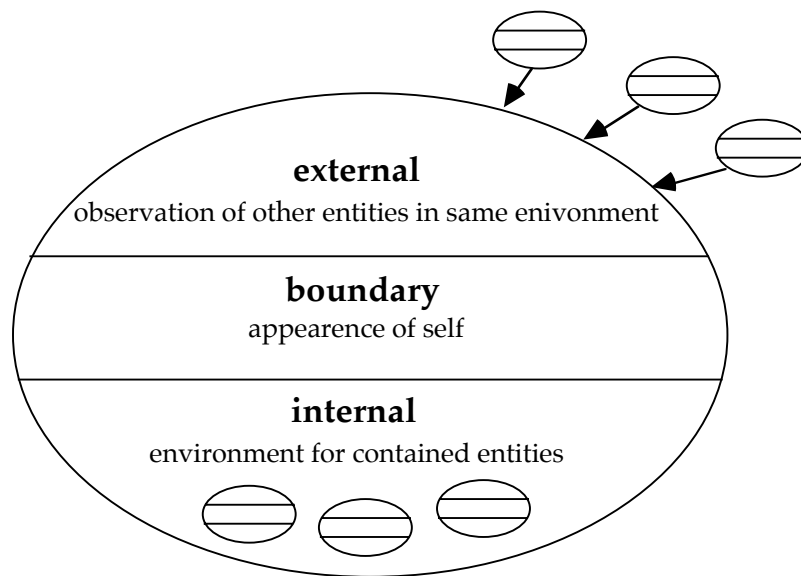 external
observation of other entities in same enivonment
boundary
appearence of self
internal
environment for contained entities